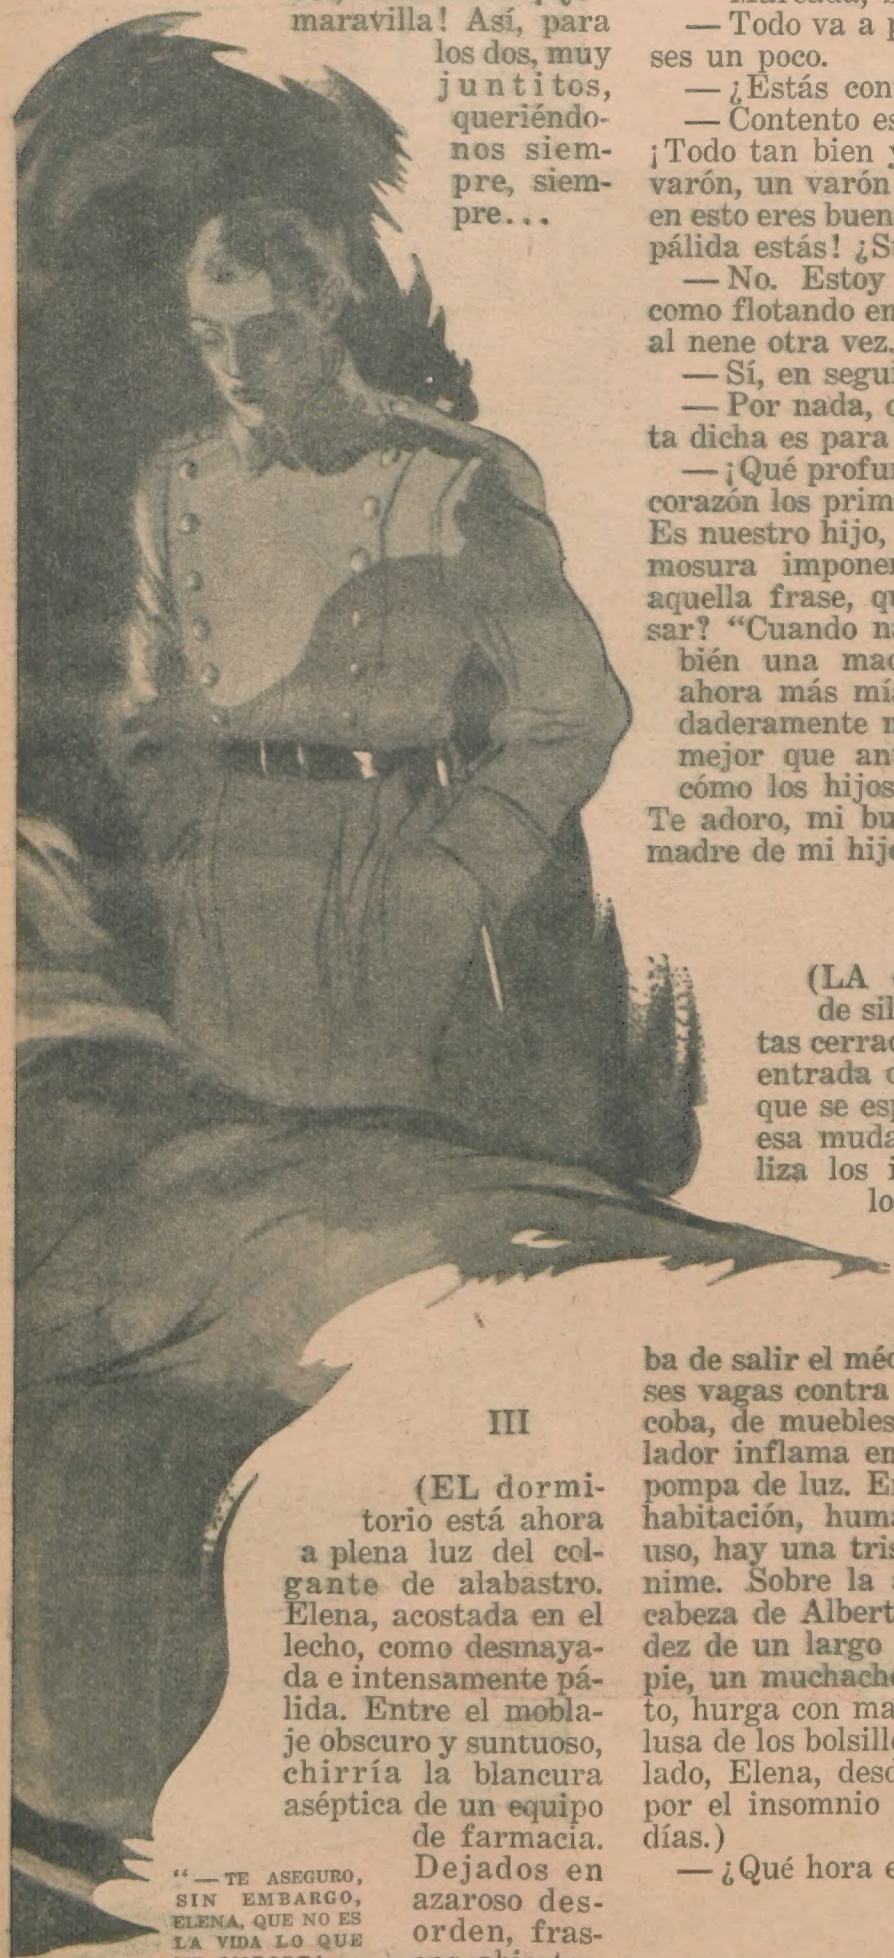 maravilla! Así, para
los dos, muy
juntitos,
queriéndo-
nos siem-
pre, siem-
pre...
III
(EL dormi-
torio está ahora
a plena luz del col-
gante de alabastro.
Elena, acostada en el
lecho, como desmaya-
da e intensamente pá-
lida. Entre el mobla-
je obscuro y suntuoso,
chirría la blancura
aséptica de un equipo
de farmacia.
Dejados en
azaroso des-
orden, fras-
“—TE ASEGURO,
SIN EMBARGO,
ELENA, QUE NO ES
LA VIDA LO QUE
— Todo va a
ses un poco.
— ¿Estás con
— Contento es
¡Todo tan bien y
varón, un varón
en esto eres buen
pálida estás! ¿S
— No. Estoy
como flotando en
al nene otra vez.
— Sí, en segui
— Por nada,
ta dicha es para
— ¡Qué profu
corazón los prim
Es nuestro hijo,
mosura impone
aquella frase, qu
sar? “Cuando na
bién una mad
ahora más mí
daderamente
mejor que an
cómo los hijos
Te adoro, mi bu
madre de mi hij
(LA
de sil
tas cerrad
entrada
que se esp
esa muda
liza los
lo
ba de salir el méd
ses vagas contra
coba, de muebles
lador inflama en
pompa de luz. E
habitación, huma
uso, hay una tris
nime. Sobre la
cabeza de Albert
dez de un largo
pie, un muchach
to, hurga con ma
lusa de los bolsill
lado, Elena, desd
por el insomnio
días.)
— ¿Qué hora e